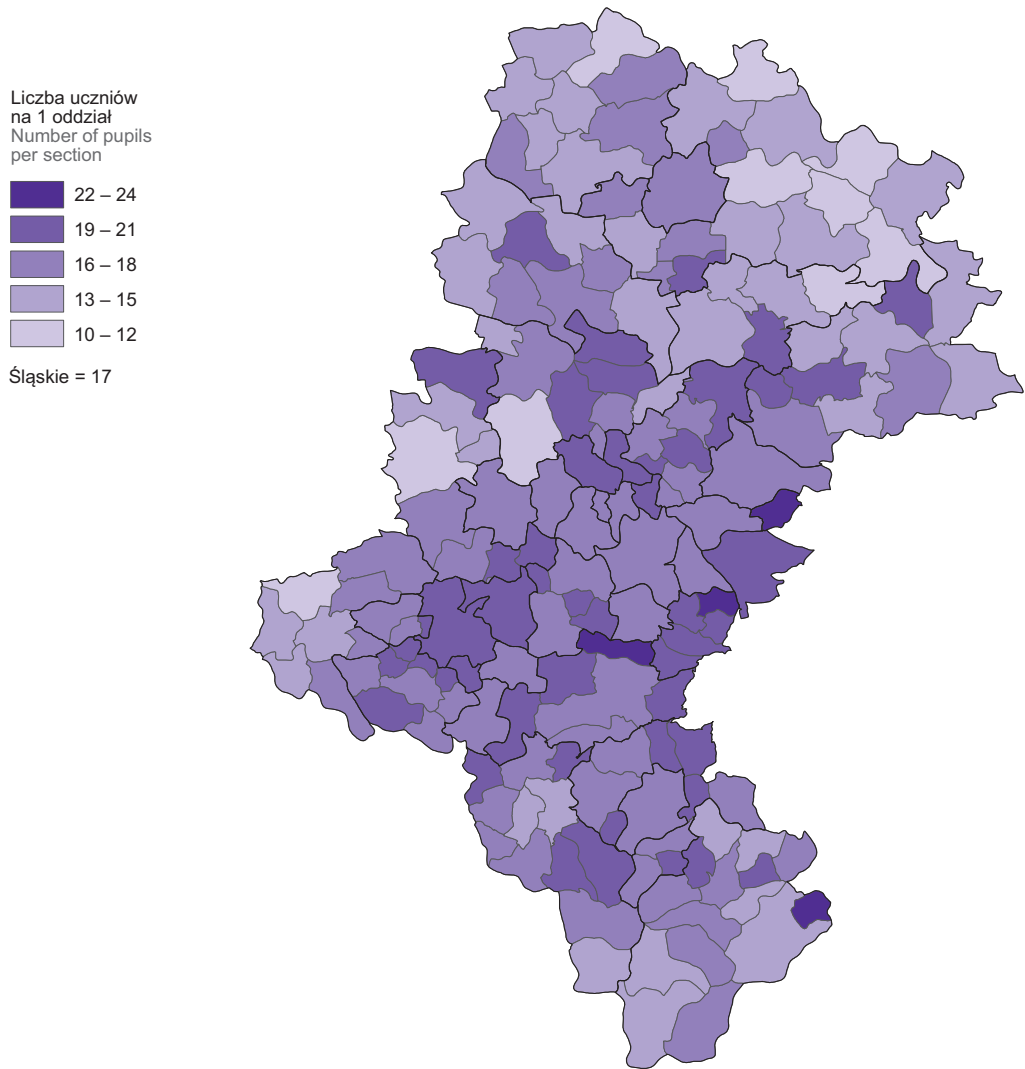 Liczba uczniów
na 1 oddział
Number of pupils
per section
22 – 24
19 – 21
16 – 18
13 – 15
10 – 12
Śląskie = 17